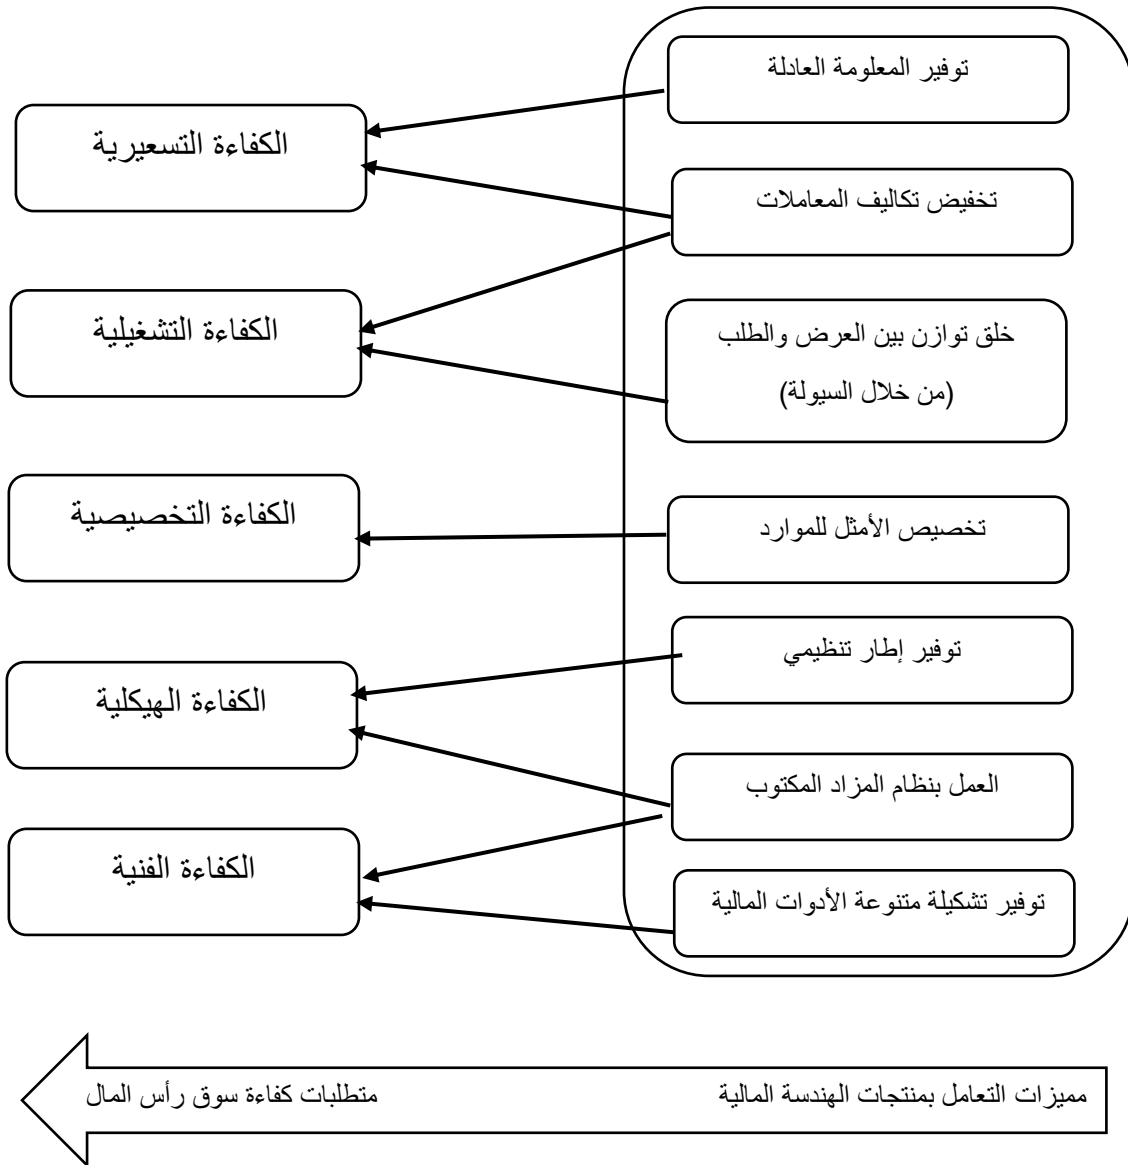 توفير المعلومة العادلة
الكفاءة التسعيرية
تخفيض تكاليف المعاملات
الكفاءة التشغيلية
خلق توازن بين العرض والطلب
(من خلال السيولة)
الكفاءة التخصيصية
تخصيص الأمثل للموارد
توفير إطار تنظيمي
الكفاءة الهيكلية
العمل بنظام المزاد المكتوب
الكفاءة الفنية
توفير تشكيلة متنوعة الأدوات المالية
مميزات التعامل بمنتجات الهندسة المالية
متطلبات كفاءة سوق رأس المال